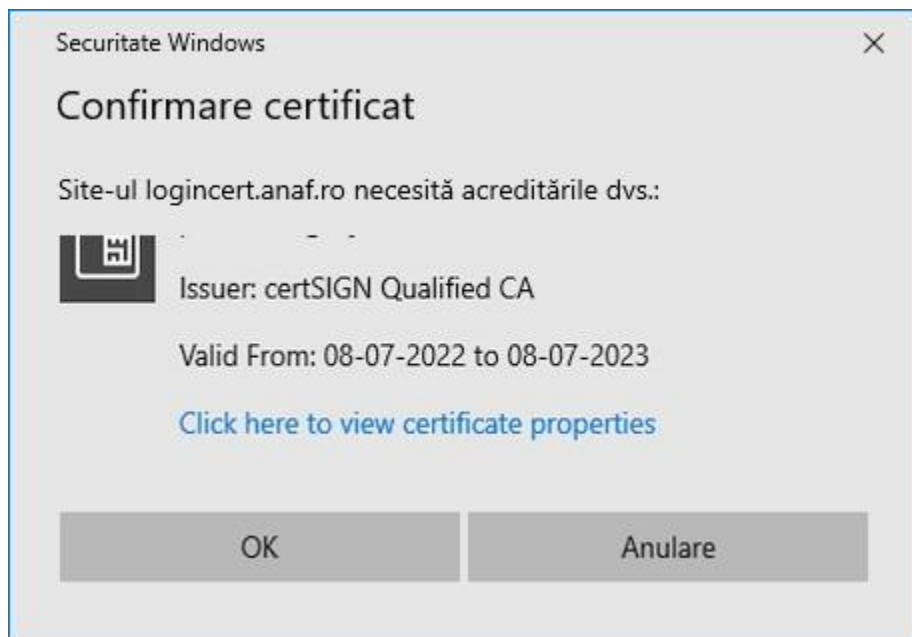 Securitate Windows
Confirmare certificat
Site-ul logincert.anaf.ro necesită acreditările dvs.:
Issuer: certSIGN Qualified CA
Valid From: 08-07-2022 to 08-07-2023
Click here to view certificate properties
OK
Anulare